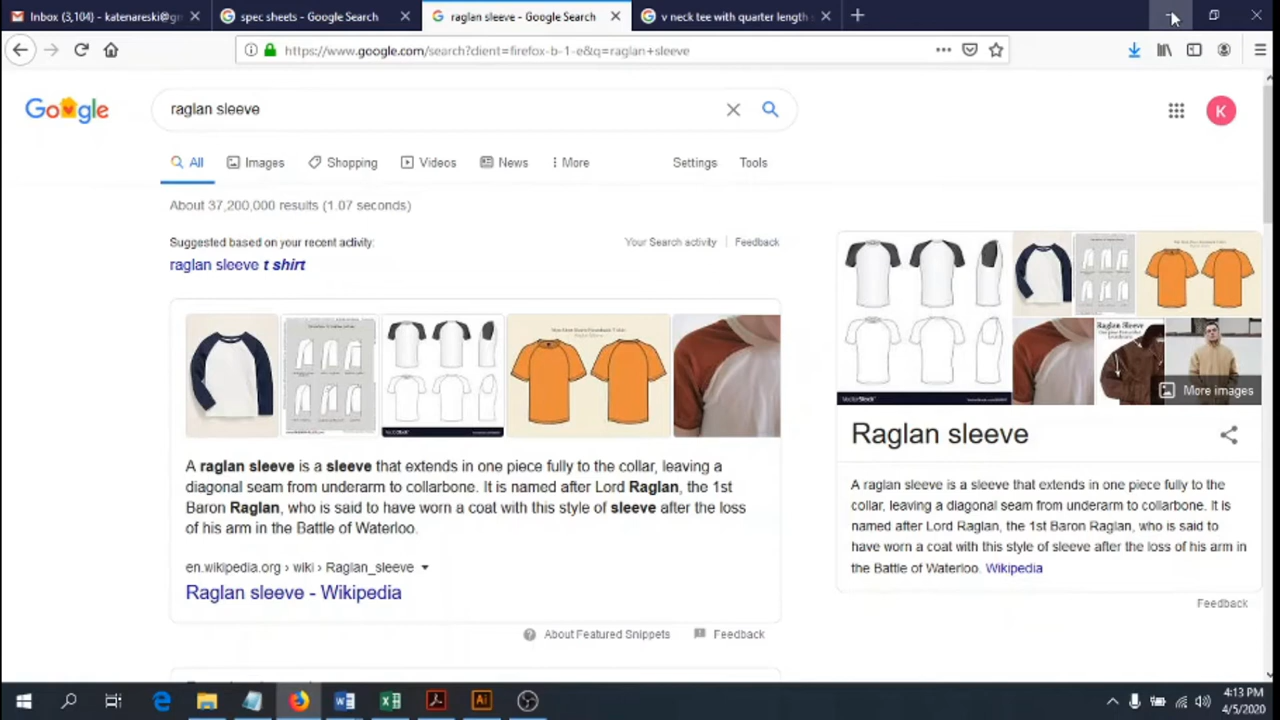 Inbox (3,104) - katenareski@gm
spec sheets - Google Search
raglan sleeve - Google Search
v neck tee with quarter length
https://www.google.com/search?client=firefox-b-1-e&q=raglan+sleeve
Google
raglan sleeve
K
All
Images
Shopping
Videos
News
More
Settings
Tools
About 37,200,000 results (1.07 seconds)
Suggested based on your recent activity:
Your Search activity
Feedback
raglan sleeve t shirt
A raglan sleeve is a sleeve that extends in one piece fully to the collar, leaving a
diagonal seam from underarm to collarbone. It is named after Lord Raglan, the 1st
Baron Raglan, who is said to have worn a coat with this style of sleeve after the loss
of his arm in the Battle of Waterloo.
en.wikipedia.org › wiki › Raglan_sleeve
Raglan sleeve - Wikipedia
About Featured Snippets
Feedback
VectorStock
Raglan Sleeve
More images
Raglan sleeve
A raglan sleeve is a sleeve that extends in one piece fully to the
collar, leaving a diagonal seam from underarm to collarbone. It is
named after Lord Raglan, the 1st Baron Raglan, who is said to
have worn a coat with this style of sleeve after the loss of his arm in
the Battle of Waterloo. Wikipedia
Feedback
4:13 PM
4/5/2020